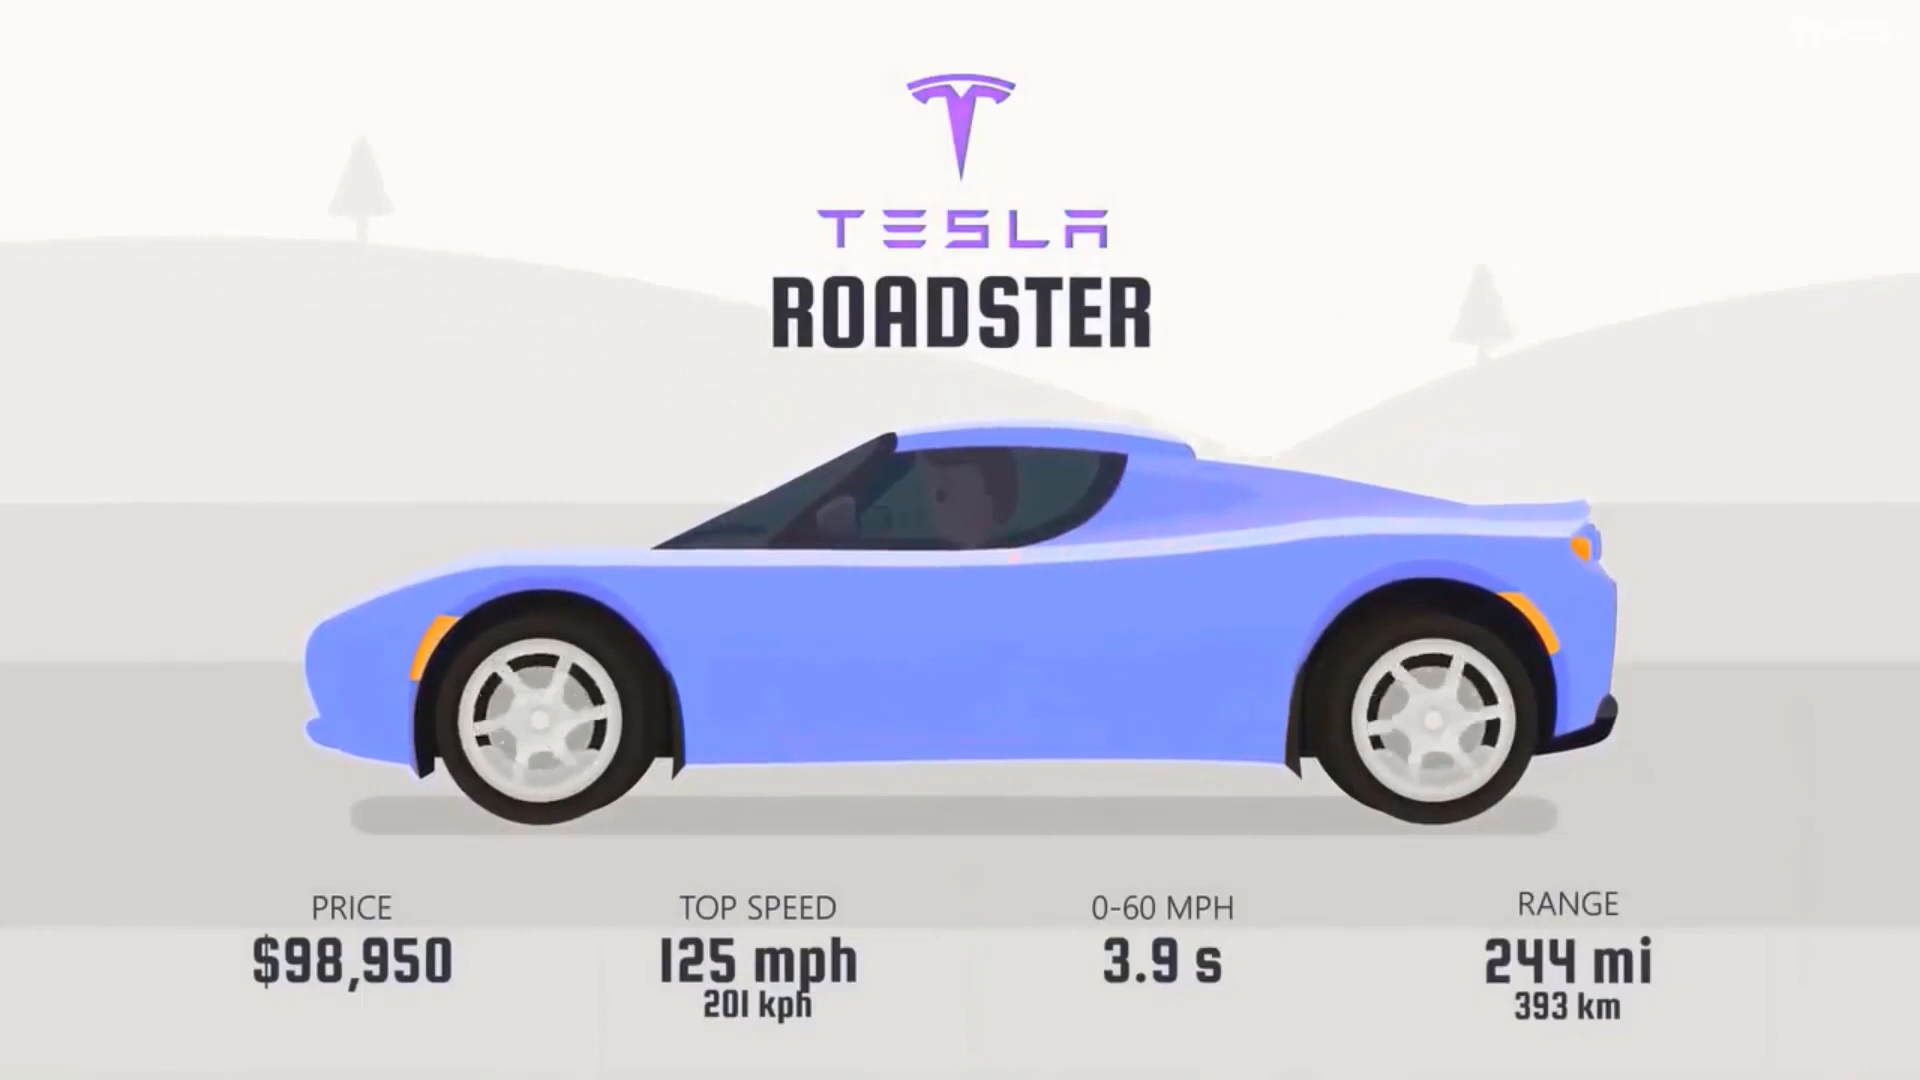 TESLA
ROADSTER
PRICE
$98,950
TOP SPEED
125 mph
201 kph
0-60 MPH
3.9 s
RANGE
244 mi
393 km